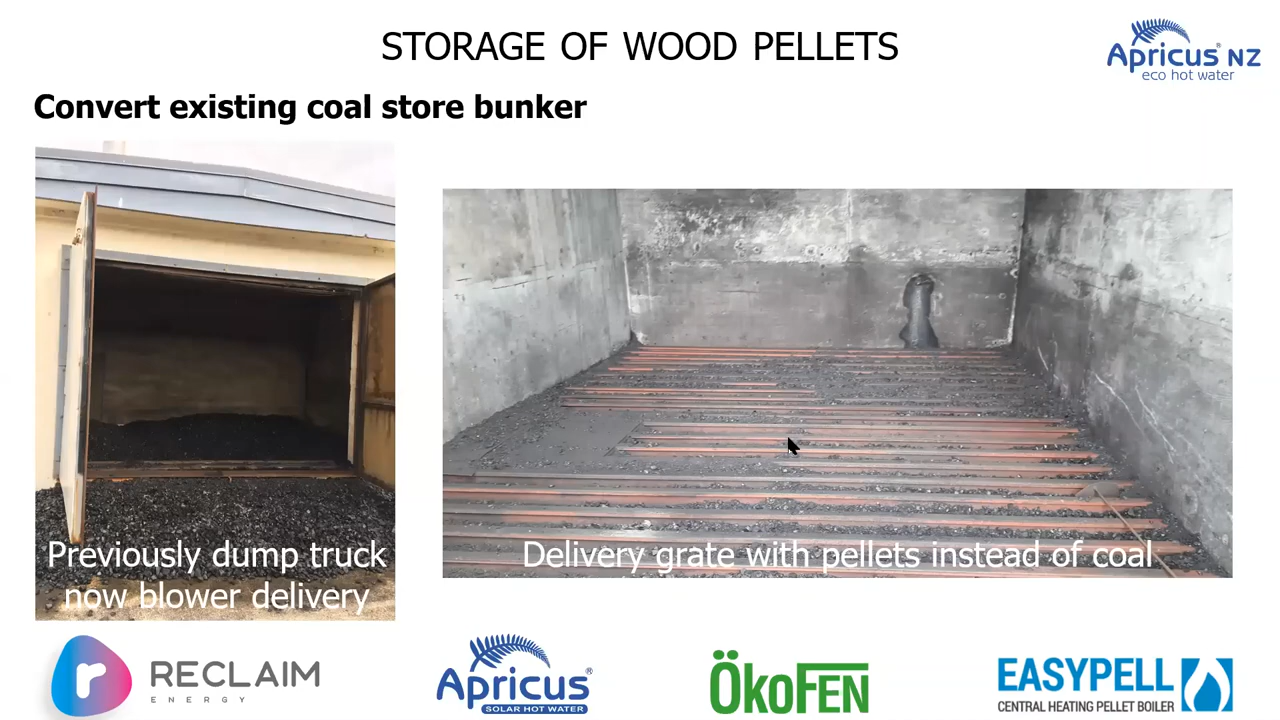 STORAGE OF WOOD PELLETS
Apricus® NZ
eco hot water
Convert existing coal store bunker
Previously dump truck
now blower delivery
Delivery grate with pellets instead of coal
r RECLAIM
ENERGY
Apricus®
SOLAR HOT WATER
ÖkoFEN
EASYPELL
CENTRAL HEATING PELLET BOILER